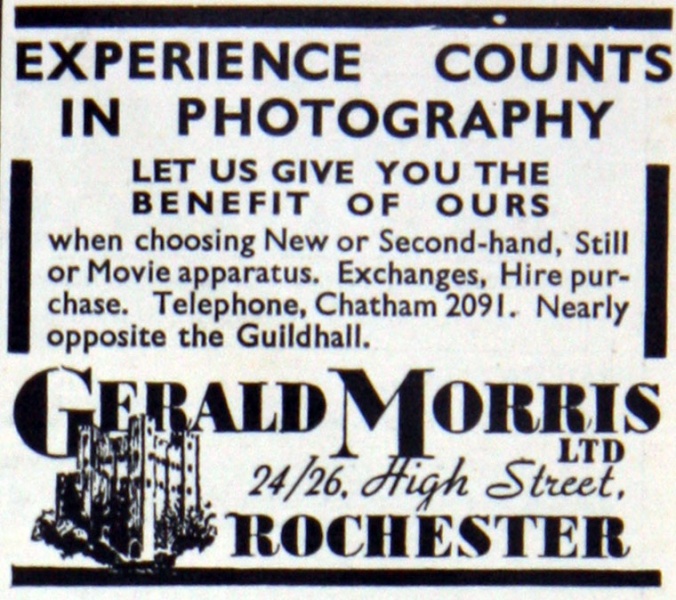 EXPERIENCE COUNTS
IN PHOTOGRAPHY
LET US GIVE YOU THE
BENEFIT OF OURS
when choosing New or Second-hand, Still
or Movie apparatus. Exchanges, Hire pur-
chase. Telephone, Chatham 2091. Nearly
opposite the Guildhall.
GERALD MORRIS
LTD
24/26, High Street,
ROCHESTER